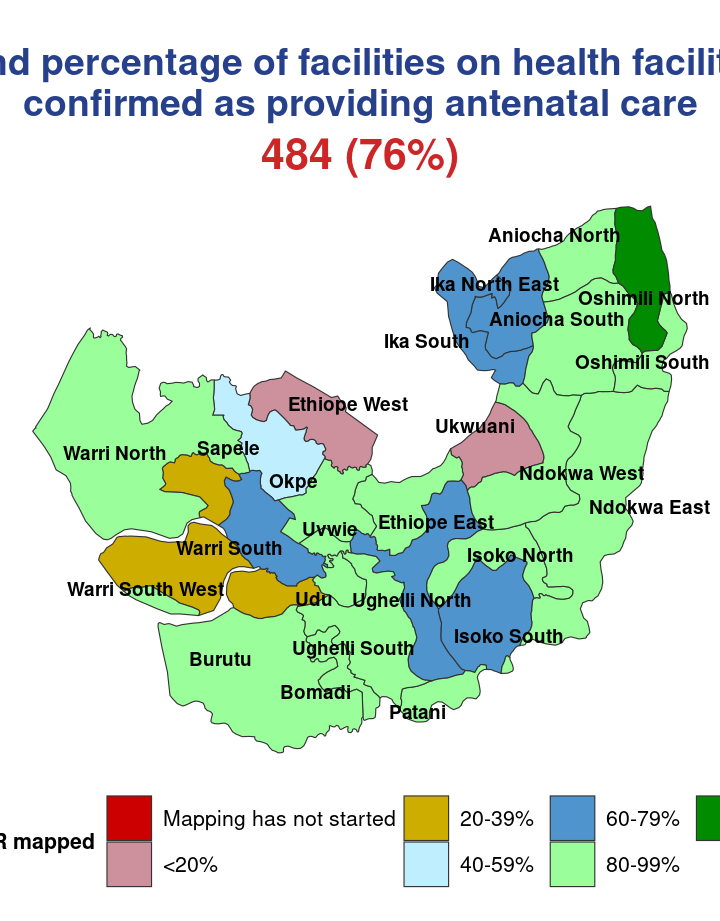 percentage of facilities on health
confirmed as providing antenatal care
484 (76%)
Aniocha North
Ika North East
Oshimili North
Aniocha South
Ika South
Oshimili South
Ethiope West
Ukwuani
Sapele
Warri North
Ndokwa West
Okpe
Ndokwa East
Ethiope East
Uvwie
Warri South
Isoko North
Warri South West
Udu
Ughelli North
Isoko South
Ughelli South
Burutu
Bomadi
Patani
mapped
Mapping has not started
20-39%
60-79%
<20%
40-59%
80-99%